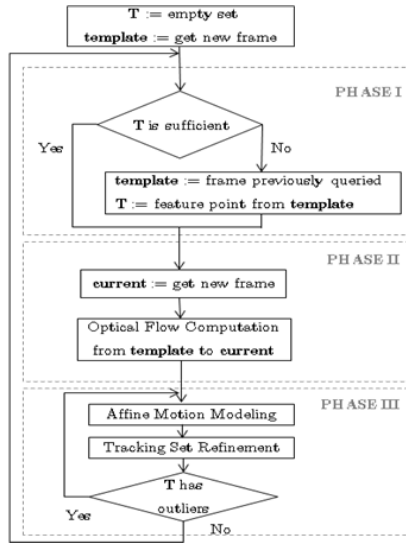 T := empty set
template := get new frame
PHASE I
T is sufficient
Yes
No
template := frame previously queried
T := feature point from template
PHASE II
current := get new frame
Optical Flow Computation
from template to current
PHASE III
Affine Motion Modeling
Tracking Set Refinement
T has
outliers
Yes
No